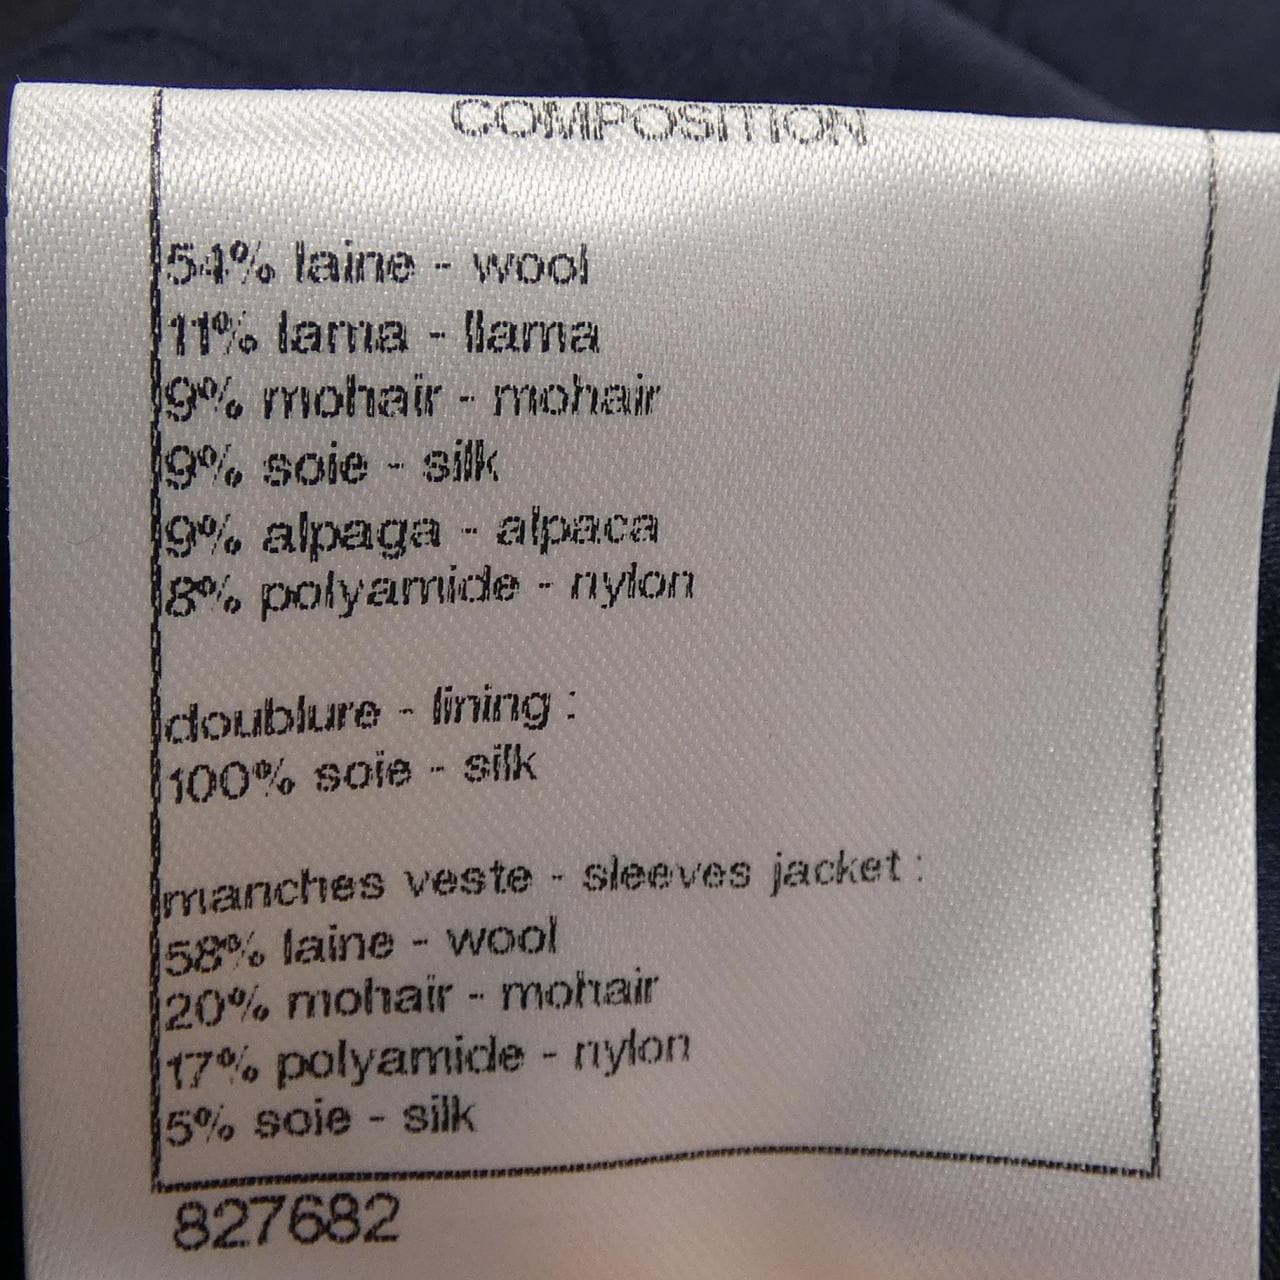 COMPOSITION
54% laine - wool
11% lama - llama
9% mohair - mohair
9% soie - silk
9% alpaga - alpaca
8% polyamide - nylon
doublure - lining :
100% soie - silk
manches veste - sleeves jacket :
58% laine - wool
20% mohair - mohair
17% polyamide - nylon
5% soie - silk
827682